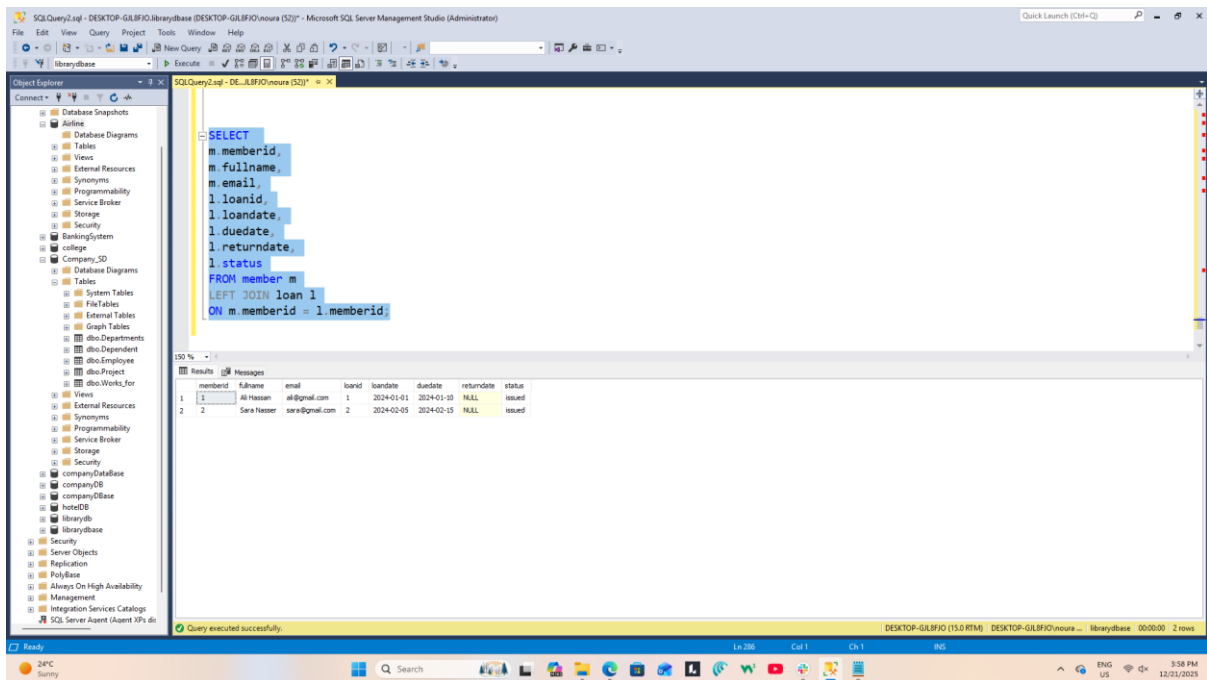 SQLQuery2.sql - DESKTOP-GJL8FJO.librarydbase (DESKTOP-GJL8FJO\noura (52))* - Microsoft SQL Server Management Studio (Administrator)
Quick Launch (Ctrl+Q)
File Edit View Query Project Tools Window Help
New Query
librarydbase
Execute
Object Explorer
SQLQuery2.sql - DE...JL8FJO\noura (52))*
Connect
Database Snapshots
Airline
Database Diagrams
Tables
Views
External Resources
Synonyms
Programmability
Service Broker
Storage
Security
BankingSystem
college
Company_SD
Database Diagrams
Tables
System Tables
FileTables
External Tables
Graph Tables
dbo.Departments
dbo.Dependent
dbo.Employee
dbo.Project
dbo.Works_for
Views
External Resources
Synonyms
Programmability
Service Broker
Storage
Security
companyDataBase
companyDB
companyDBase
hotelDB
librarydb
librarydbase
Security
Server Objects
Replication
PolyBase
Always On High Availability
Management
Integration Services Catalogs
SQL Server Agent (Agent XPs dis
SELECT
m.memberid,
m.fullname,
m.email,
l.loanid,
l.loandate,
l.duedate,
l.returndate,
l.status
FROM member m
LEFT JOIN loan l
ON m.memberid = l.memberid;
150 %
Results Messages
memberid fullname email loanid loandate duedate returndate status
1 1 Ali Hassan ali@gmail.com 1 2024-01-01 2024-01-10 NULL issued
2 2 Sara Nasser sara@gmail.com 2 2024-02-05 2024-02-15 NULL issued
Query executed successfully.
DESKTOP-GJL8FJO (15.0 RTM) DESKTOP-GJL8FJO\noura ... librarydbase 00:00:00 2 rows
Ready
Ln 286 Col 1 Ch 1 INS
24°C
Sunny
Search
ENG
US
3:58 PM
12/21/2025